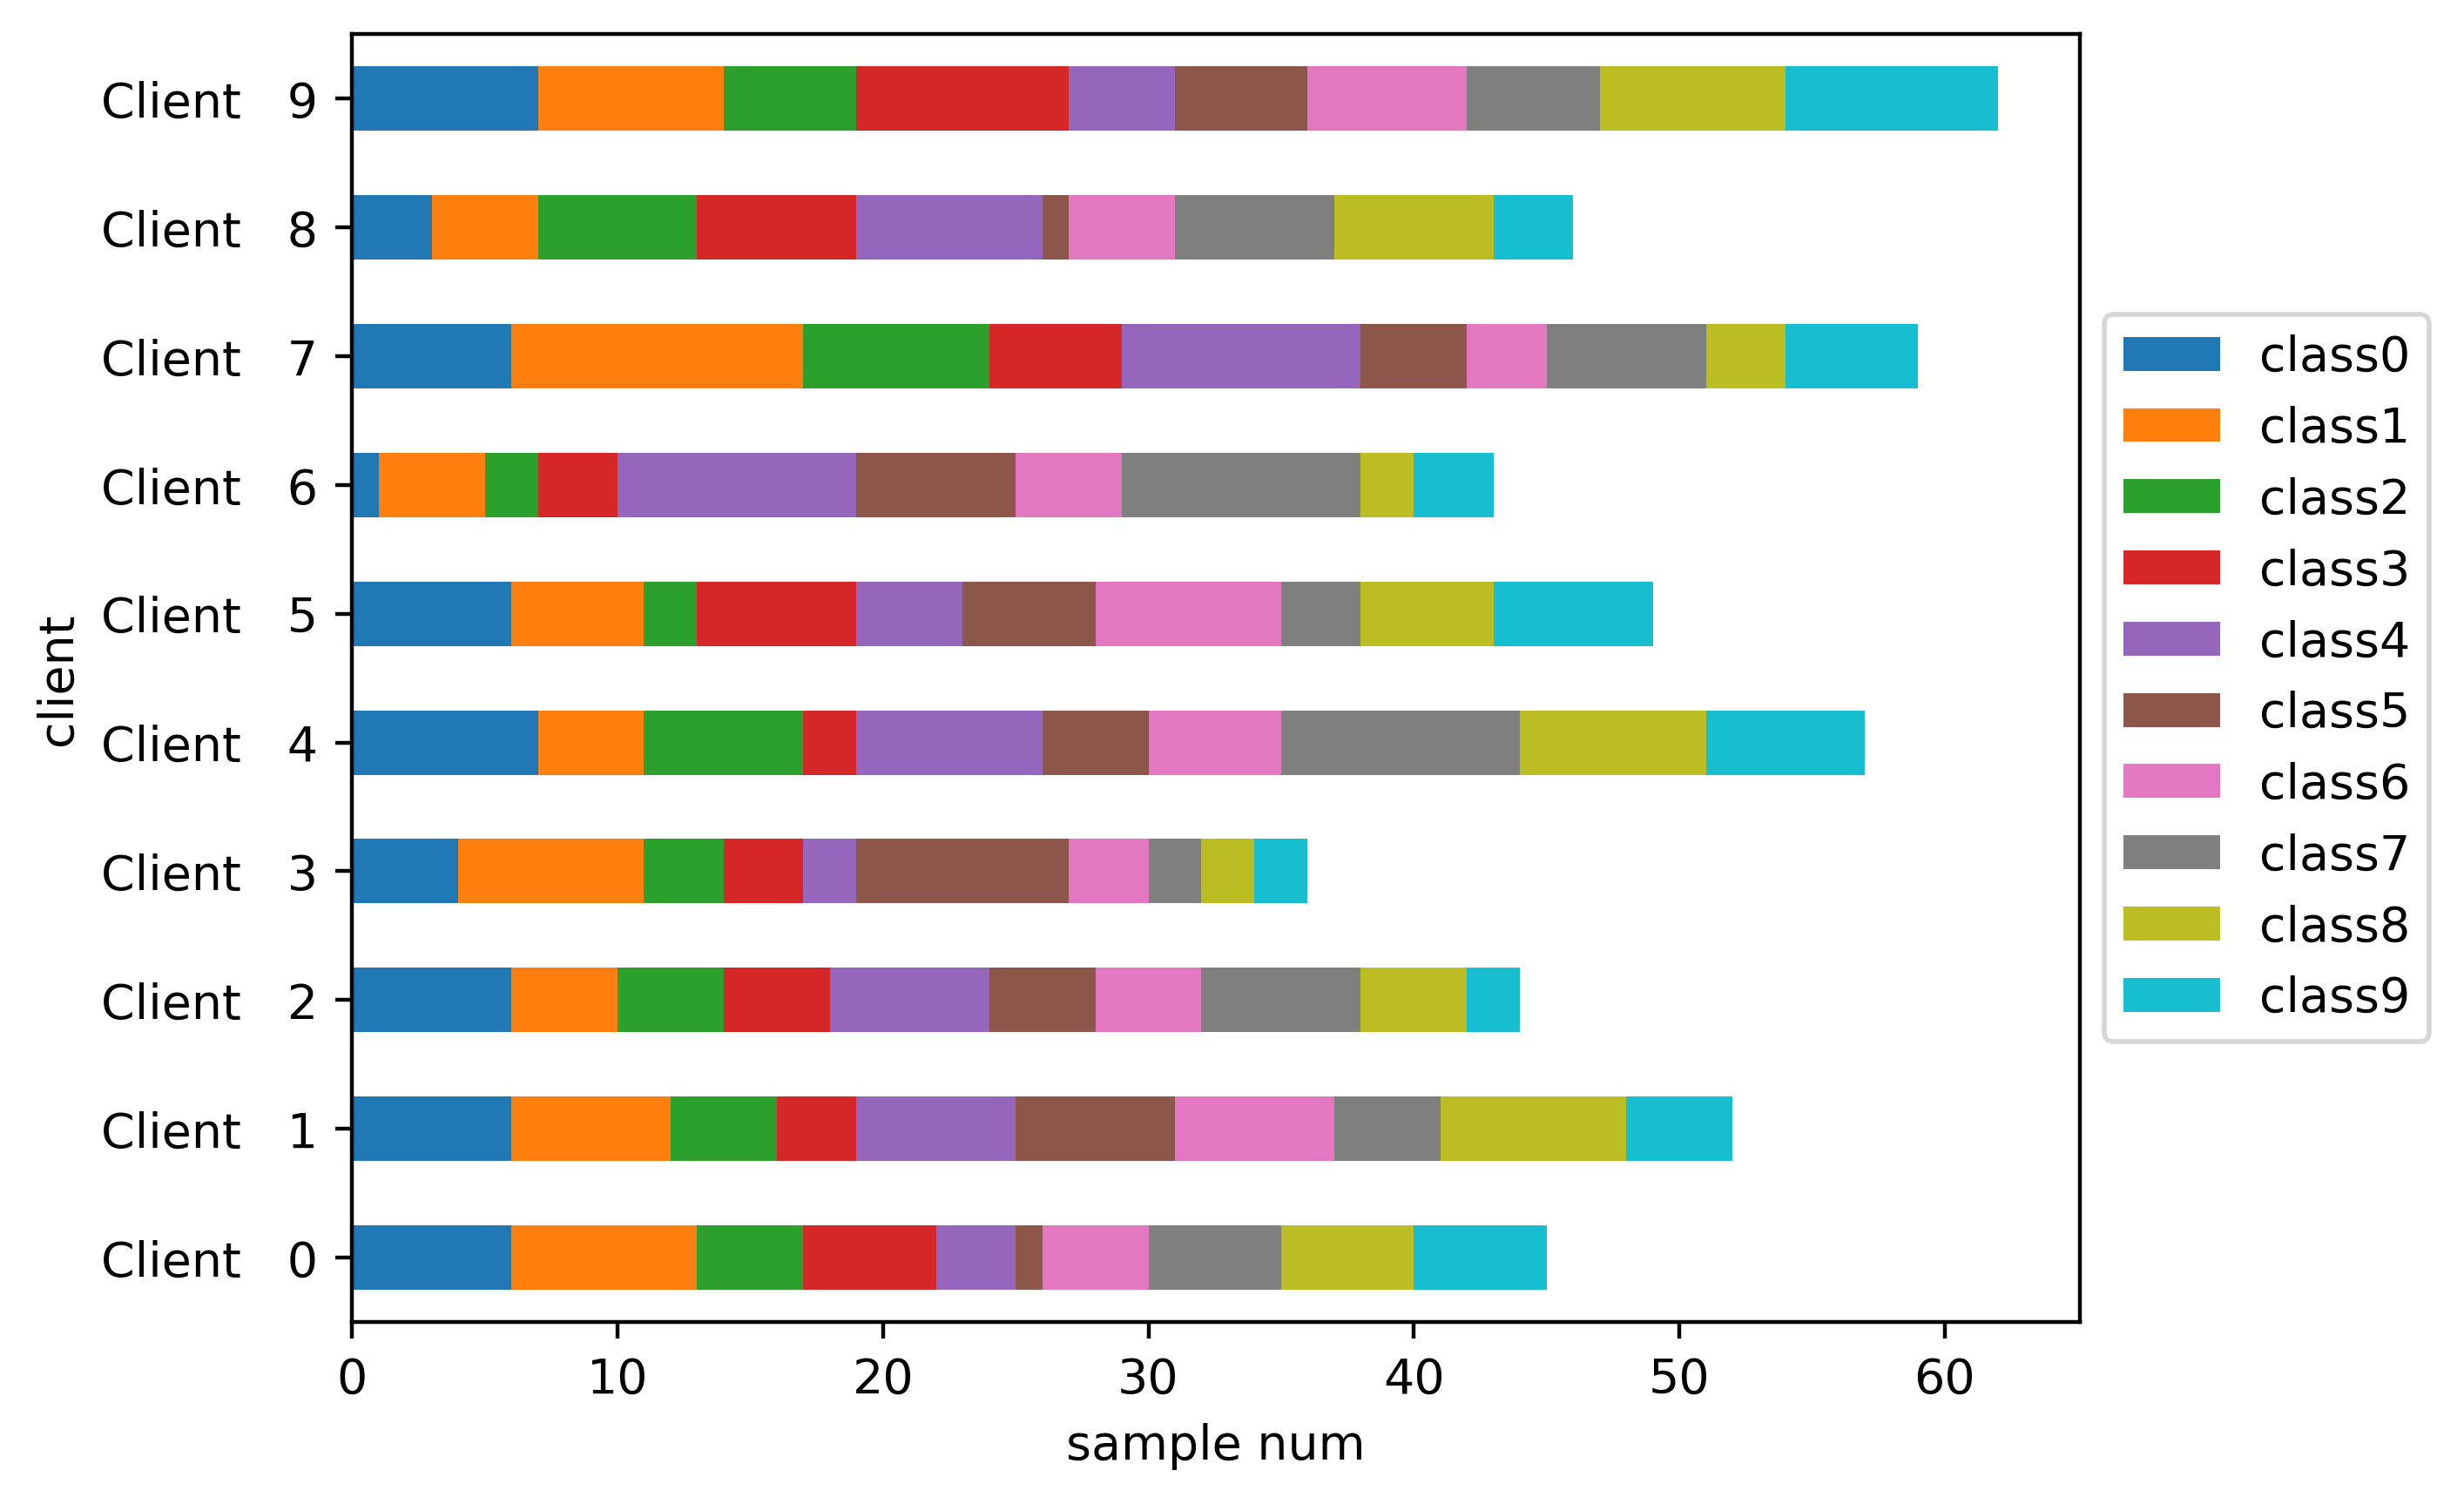 Client 9
Client 8
Client 7
Client 6
Client 5
Client 4
Client 3
Client 2
Client 1
Client 0
client
0 10 20 30 40 50 60
sample num
class0
class1
class2
class3
class4
class5
class6
class7
class8
class9